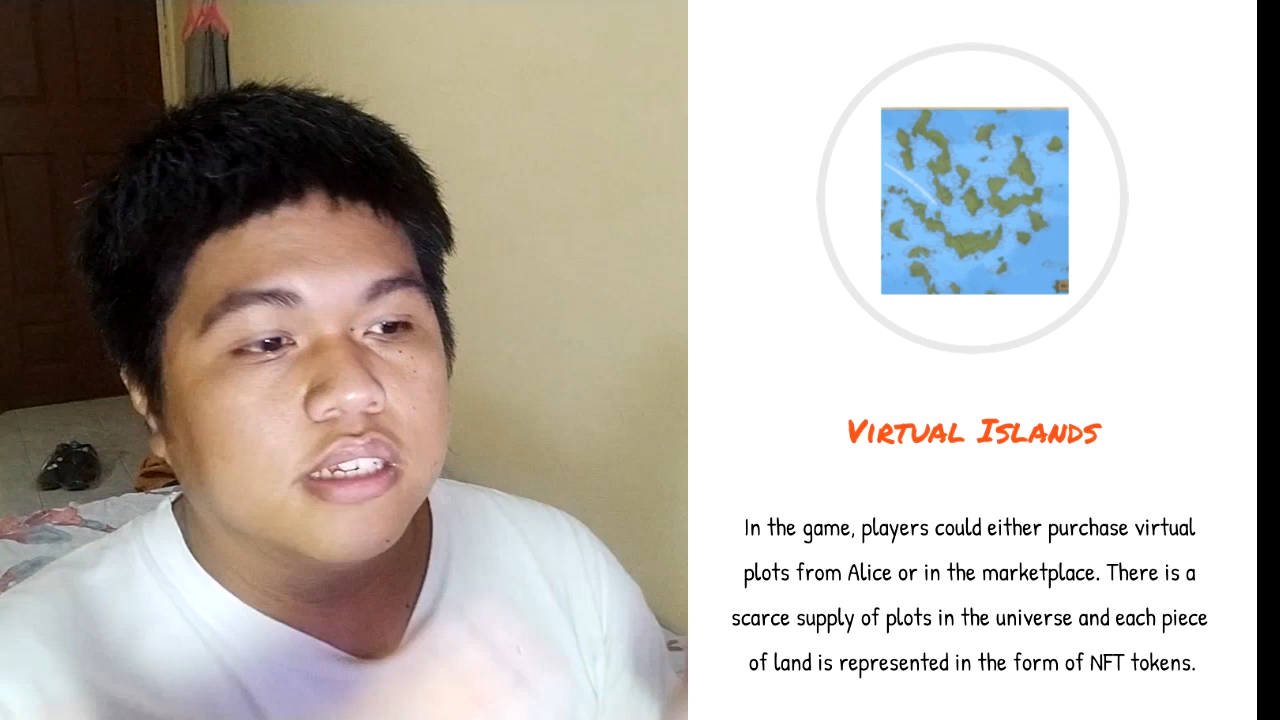 Virtual Islands
In the game, players could either purchase virtual
plots from Alice or in the marketplace. There is a
scarce supply of plots in the universe and each piece
of land is represented in the form of NFT tokens.